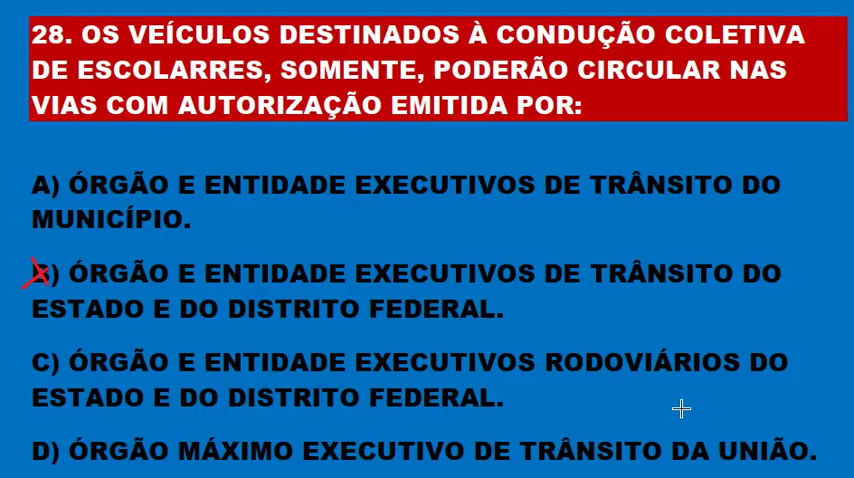 28. OS VEÍCULOS DESTINADOS À CONDUÇÃO COLETIVA
DE ESCOLARRES, SOMENTE, PODERÃO CIRCULAR NAS
VIAS COM AUTORIZAÇÃO EMITIDA POR:
A) ÓRGÃO E ENTIDADE EXECUTIVOS DE TRÂNSITO DO
MUNICÍPIO.
B) ÓRGÃO E ENTIDADE EXECUTIVOS DE TRÂNSITO DO
ESTADO E DO DISTRITO FEDERAL.
C) ÓRGÃO E ENTIDADE EXECUTIVOS RODOVIÁRIOS DO
ESTADO E DO DISTRITO FEDERAL.
D) ÓRGÃO MÁXIMO EXECUTIVO DE TRÂNSITO DA UNIÃO.